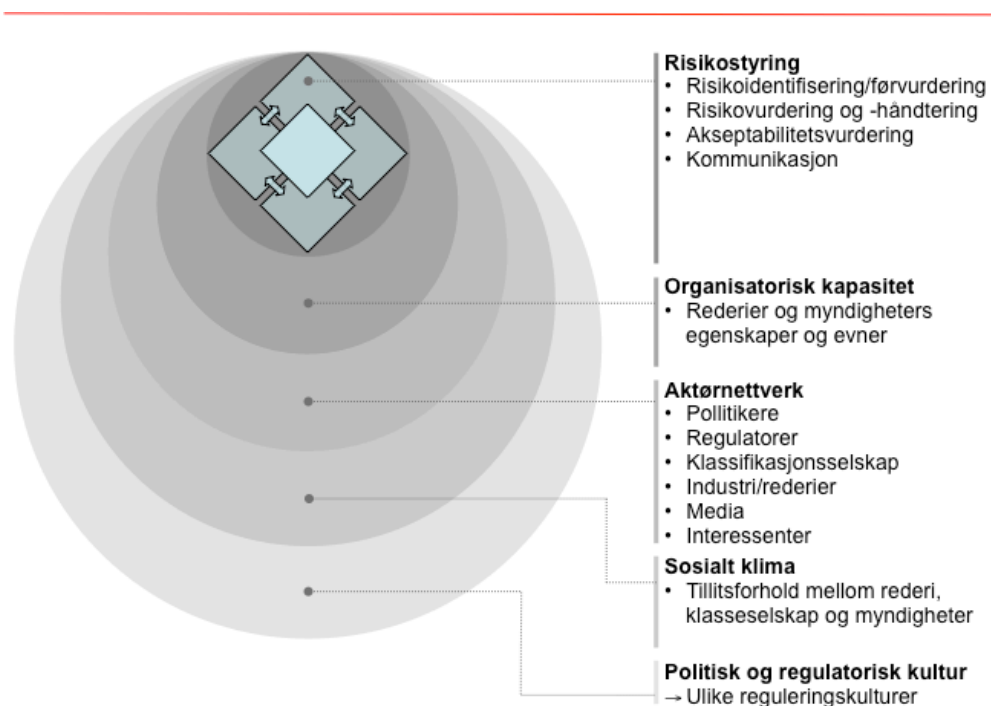 Risikostyring
• Risikoidentifisering/førvurdering
• Risikovurdering og -håndtering
• Akseptabilitetsvurdering
• Kommunikasjon
Organisatorisk kapasitet
• Rederier og myndigheters
egenskaper og evner
Aktørnettverk
• Pollitikere
• Regulatorer
• Klassifikasjonsselskap
• Industri/rederier
• Media
• Interessenter
Sosialt klima
• Tillitsforhold mellom rederi,
klasseselskap og myndigheter
Politisk og regulatorisk kultur
→ Ulike reguleringskulturer